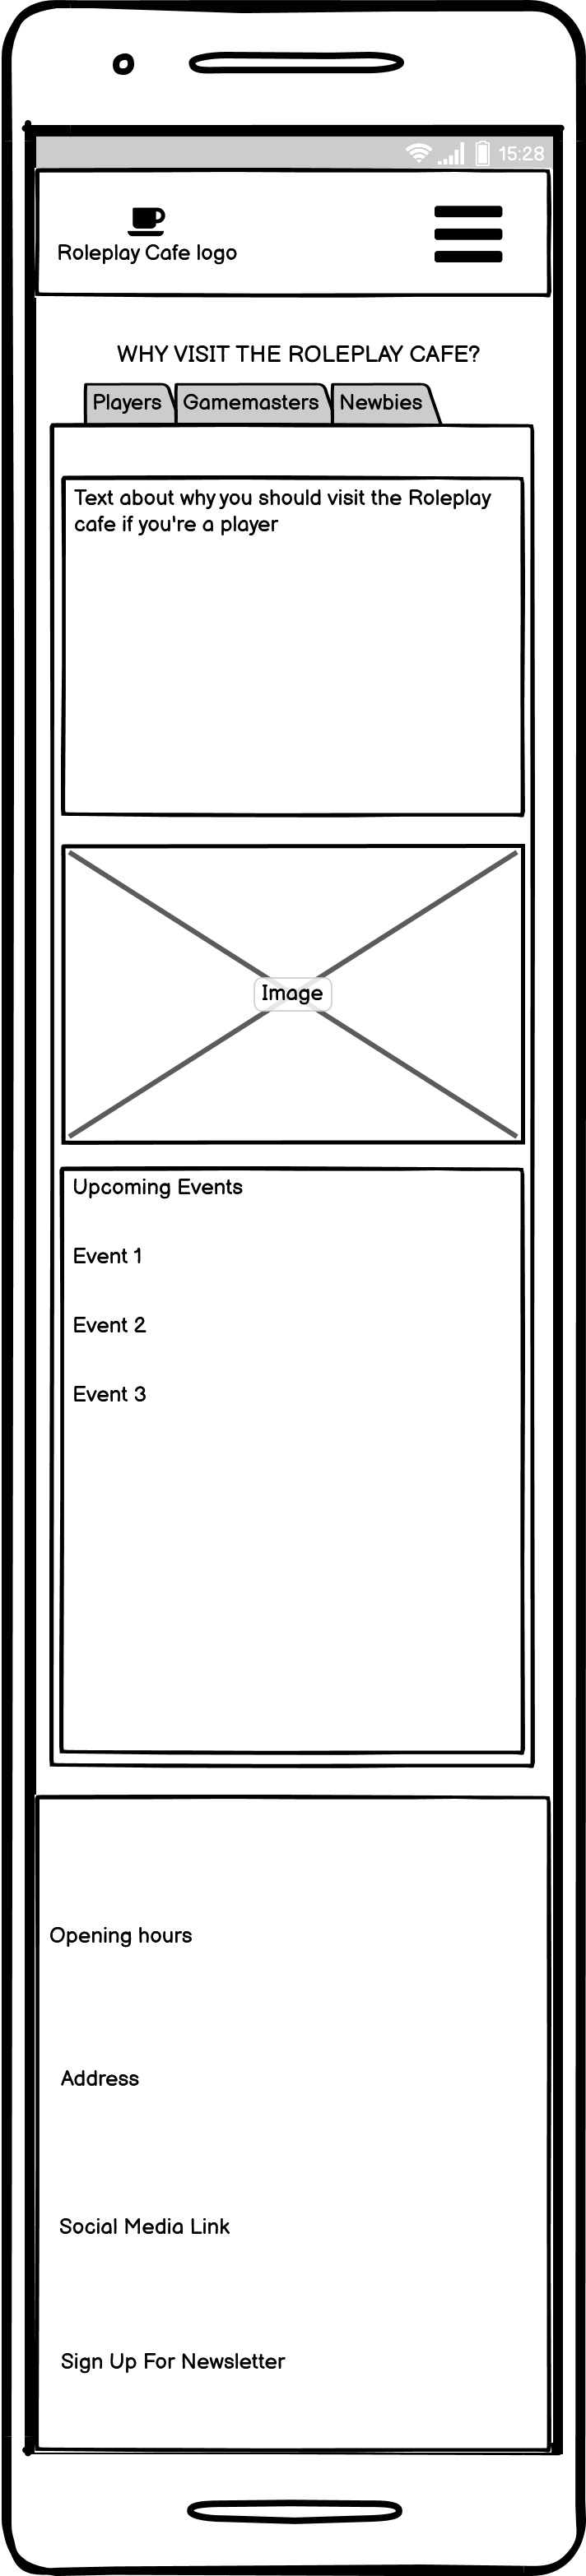 15:28
Roleplay Cafe logo
WHY VISIT THE ROLEPLAY CAFE?
Players Gamemasters Newbies
Text about why you should visit the Roleplay
cafe if you're a player
Image
Upcoming Events
Event 1
Event 2
Event 3
Opening hours
Address
Social Media Link
Sign Up For Newsletter